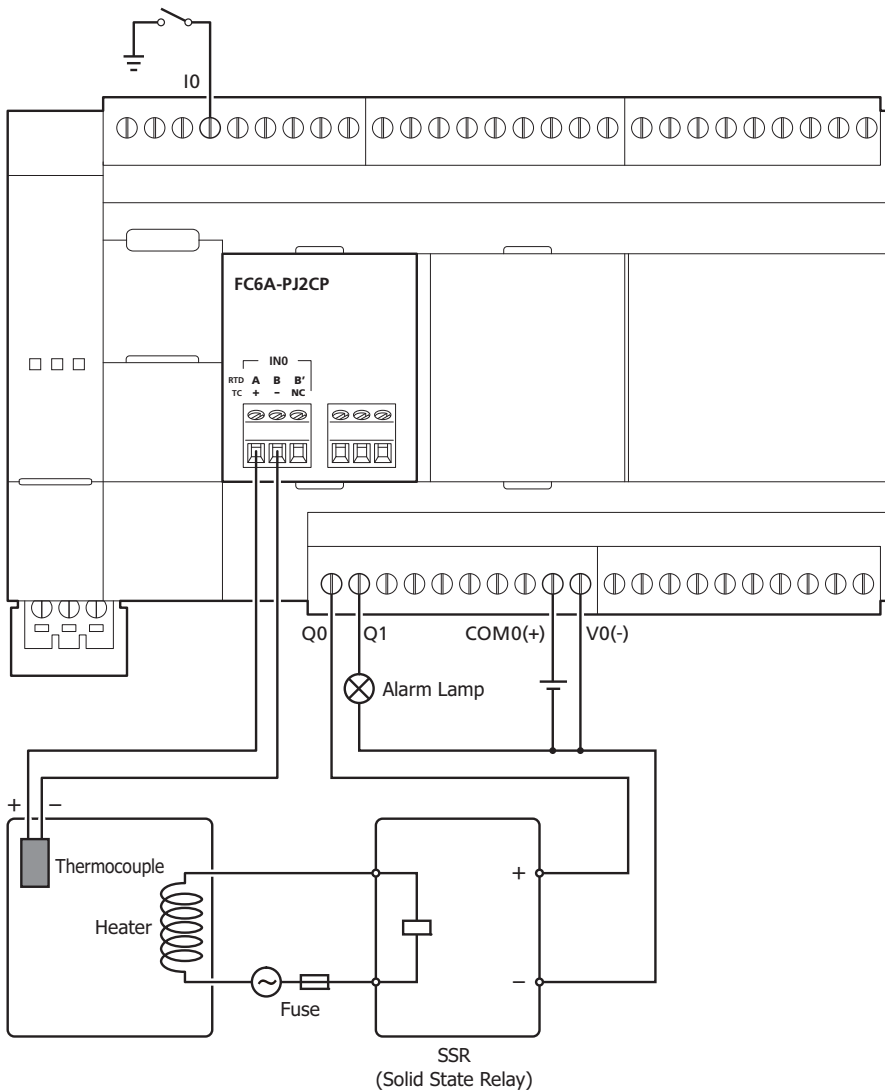 I0
FC6A-PJ2CP
IN0
RTD A B B'
TC + − NC
Q0 Q1 COM0(+) V0(-)
Alarm Lamp
+ −
Thermocouple
+
Heater
−
Fuse
SSR
(Solid State Relay)